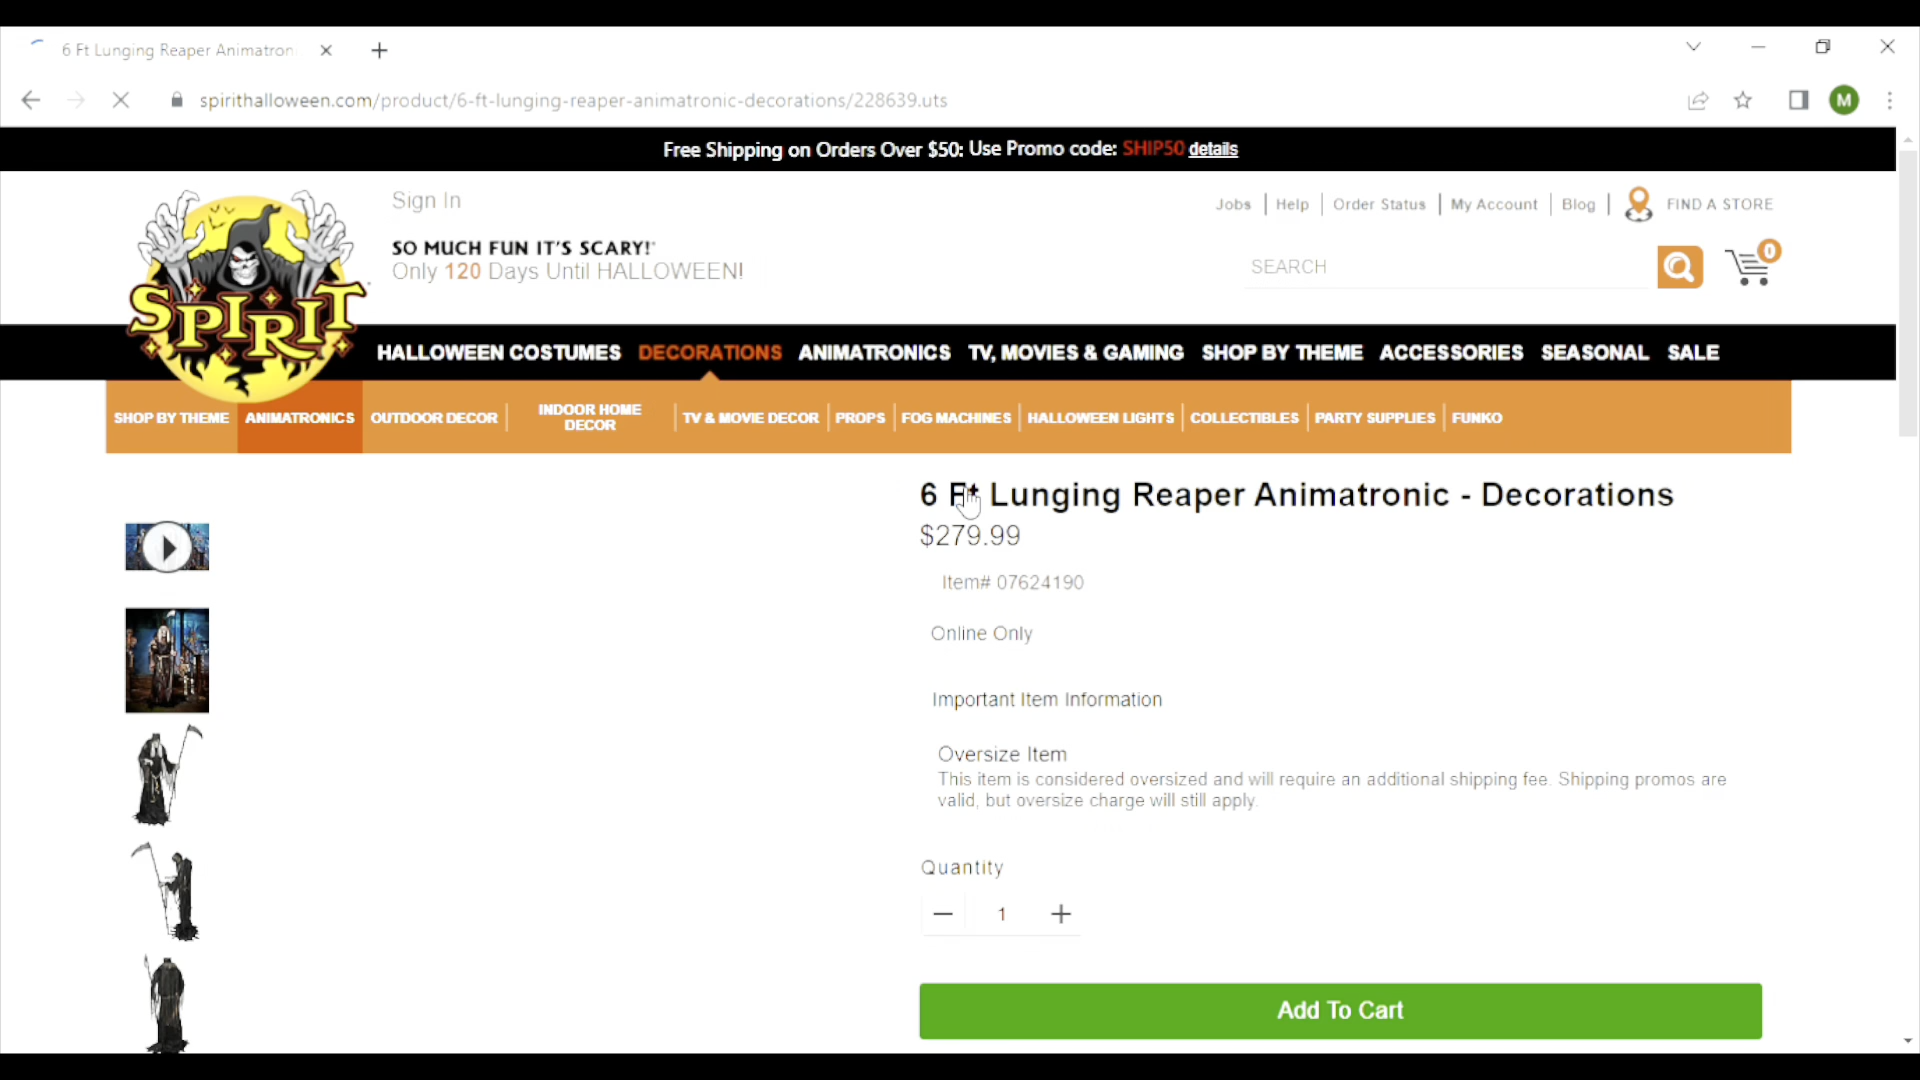 6 Ft Lunging Reaper Animatron
spirithalloween.com/product/6-ft-lunging-reaper-animatronic-decorations/228639.uts
M
Free Shipping on Orders Over $50: Use Promo code: SHIP50 details
Sign In
Jobs | Help | Order Status | My Account | Blog | FIND A STORE
SO MUCH FUN IT'S SCARY!
Only 120 Days Until HALLOWEEN!
SEARCH
0
SPIRIT
HALLOWEEN COSTUMES DECORATIONS ANIMATRONICS TV, MOVIES & GAMING SHOP BY THEME ACCESSORIES SEASONAL SALE
SHOP BY THEME ANIMATRONICS OUTDOOR DECOR | INDOOR HOME DECOR | TV & MOVIE DECOR | PROPS | FOG MACHINES | HALLOWEEN LIGHTS | COLLECTIBLES | PARTY SUPPLIES | FUNKO
6 Ft Lunging Reaper Animatronic - Decorations
$279.99
Item# 07624190
Online Only
Important Item Information
Oversize Item
This item is considered oversized and will require an additional shipping fee. Shipping promos are
valid, but oversize charge will still apply.
Quantity
1
Add To Cart